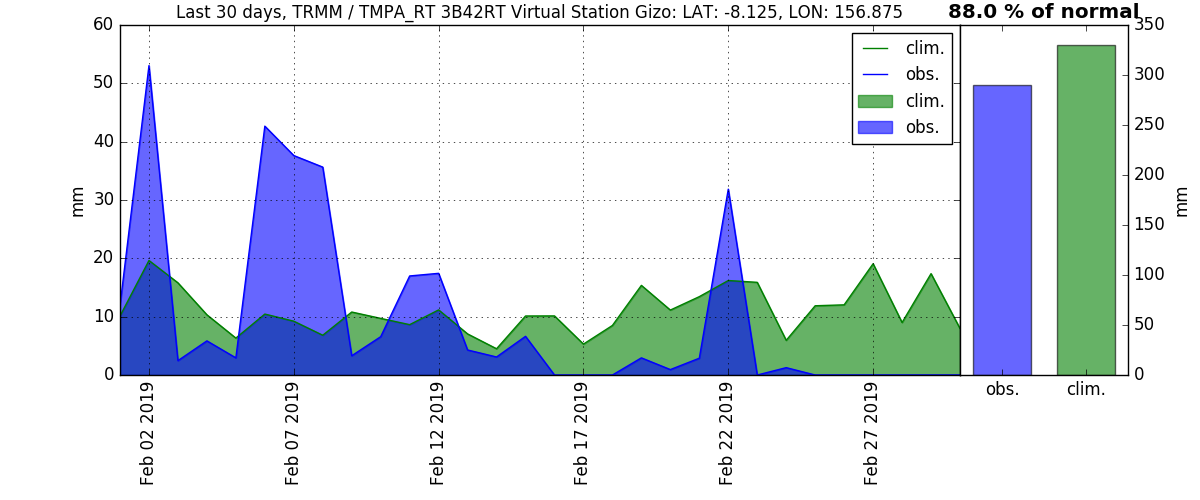 Last 30 days, TRMM / TMPA_RT 3B42RT Virtual Station Gizo: LAT: -8.125, LON: 156.875
88.0 % of normal
60
50
40
30
20
10
0
mm
clim.
obs.
clim.
obs.
Feb 02 2019
Feb 07 2019
Feb 12 2019
Feb 17 2019
Feb 22 2019
Feb 27 2019
350
300
250
200
150
100
50
0
mm
obs.
clim.